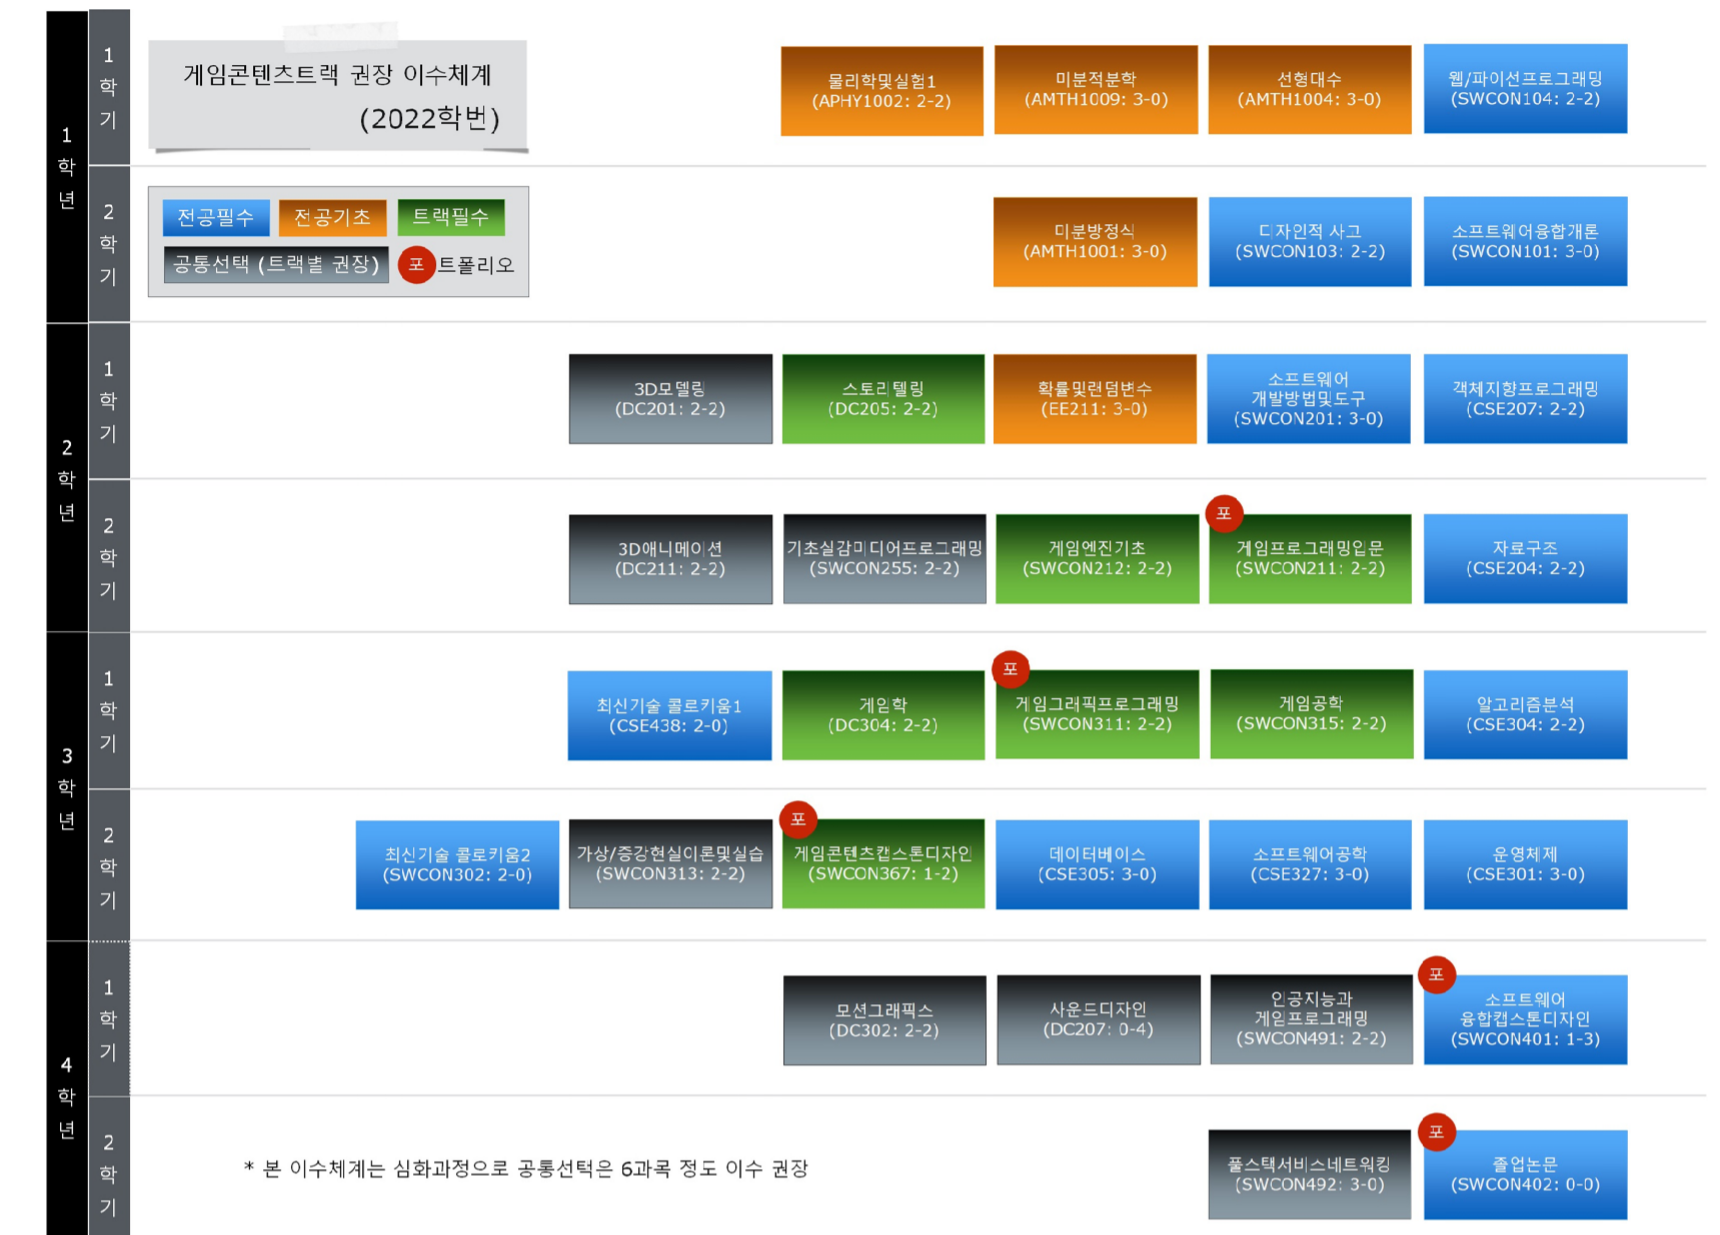 1
학
년
1
학
기
게임콘텐츠트랙 권장 이수체계
(2022학번)
물리학및실험1
(APHY1002: 2-2)
미분적분학
(AMTH1009: 3-0)
선형대수
(AMTH1004: 3-0)
웹/파이선프로그래밍
(SWCON104: 2-2)
2
학
기
전공필수
전공기초
트랙필수
공통선택 (트랙별 권장)
포트폴리오
미분방정식
(AMTH1001: 3-0)
디자인적 사고
(SWCON103: 2-2)
소프트웨어융합개론
(SWCON101: 3-0)
2
학
년
1
학
기
3D모델링
(DC201: 2-2)
스토리텔링
(DC205: 2-2)
확률및랜덤변수
(EE211: 3-0)
소프트웨어
개발방법및도구
(SWCON201: 3-0)
객체지향프로그래밍
(CSE207: 2-2)
2
학
기
3D애니메이션
(DC211: 2-2)
기초실감미디어프로그래밍
(SWCON255: 2-2)
게임엔진기초
(SWCON212: 2-2)
포
게임프로그래밍입문
(SWCON211: 2-2)
자료구조
(CSE204: 2-2)
3
학
년
1
학
기
최신기술 콜로키움1
(CSE438: 2-0)
게임학
(DC304: 2-2)
포
게임그래픽프로그래밍
(SWCON311: 2-2)
게임공학
(SWCON315: 2-2)
알고리즘분석
(CSE304: 2-2)
2
학
기
최신기술 콜로키움2
(SWCON302: 2-0)
가상/증강현실이론및실습
(SWCON313: 2-2)
포
게임콘텐츠캡스톤디자인
(SWCON367: 1-2)
데이터베이스
(CSE305: 3-0)
소프트웨어공학
(CSE327: 3-0)
운영체제
(CSE301: 3-0)
4
학
년
1
학
기
모션그래픽스
(DC302: 2-2)
사운드디자인
(DC207: 0-4)
인공지능과
게임프로그래밍
(SWCON491: 2-2)
포
소프트웨어
융합캡스톤디자인
(SWCON401: 1-3)
2
학
기
* 본 이수체계는 심화과정으로 공통선택은 6과목 정도 이수 권장
풀스택서비스네트워킹
(SWCON492: 3-0)
포
졸업논문
(SWCON402: 0-0)